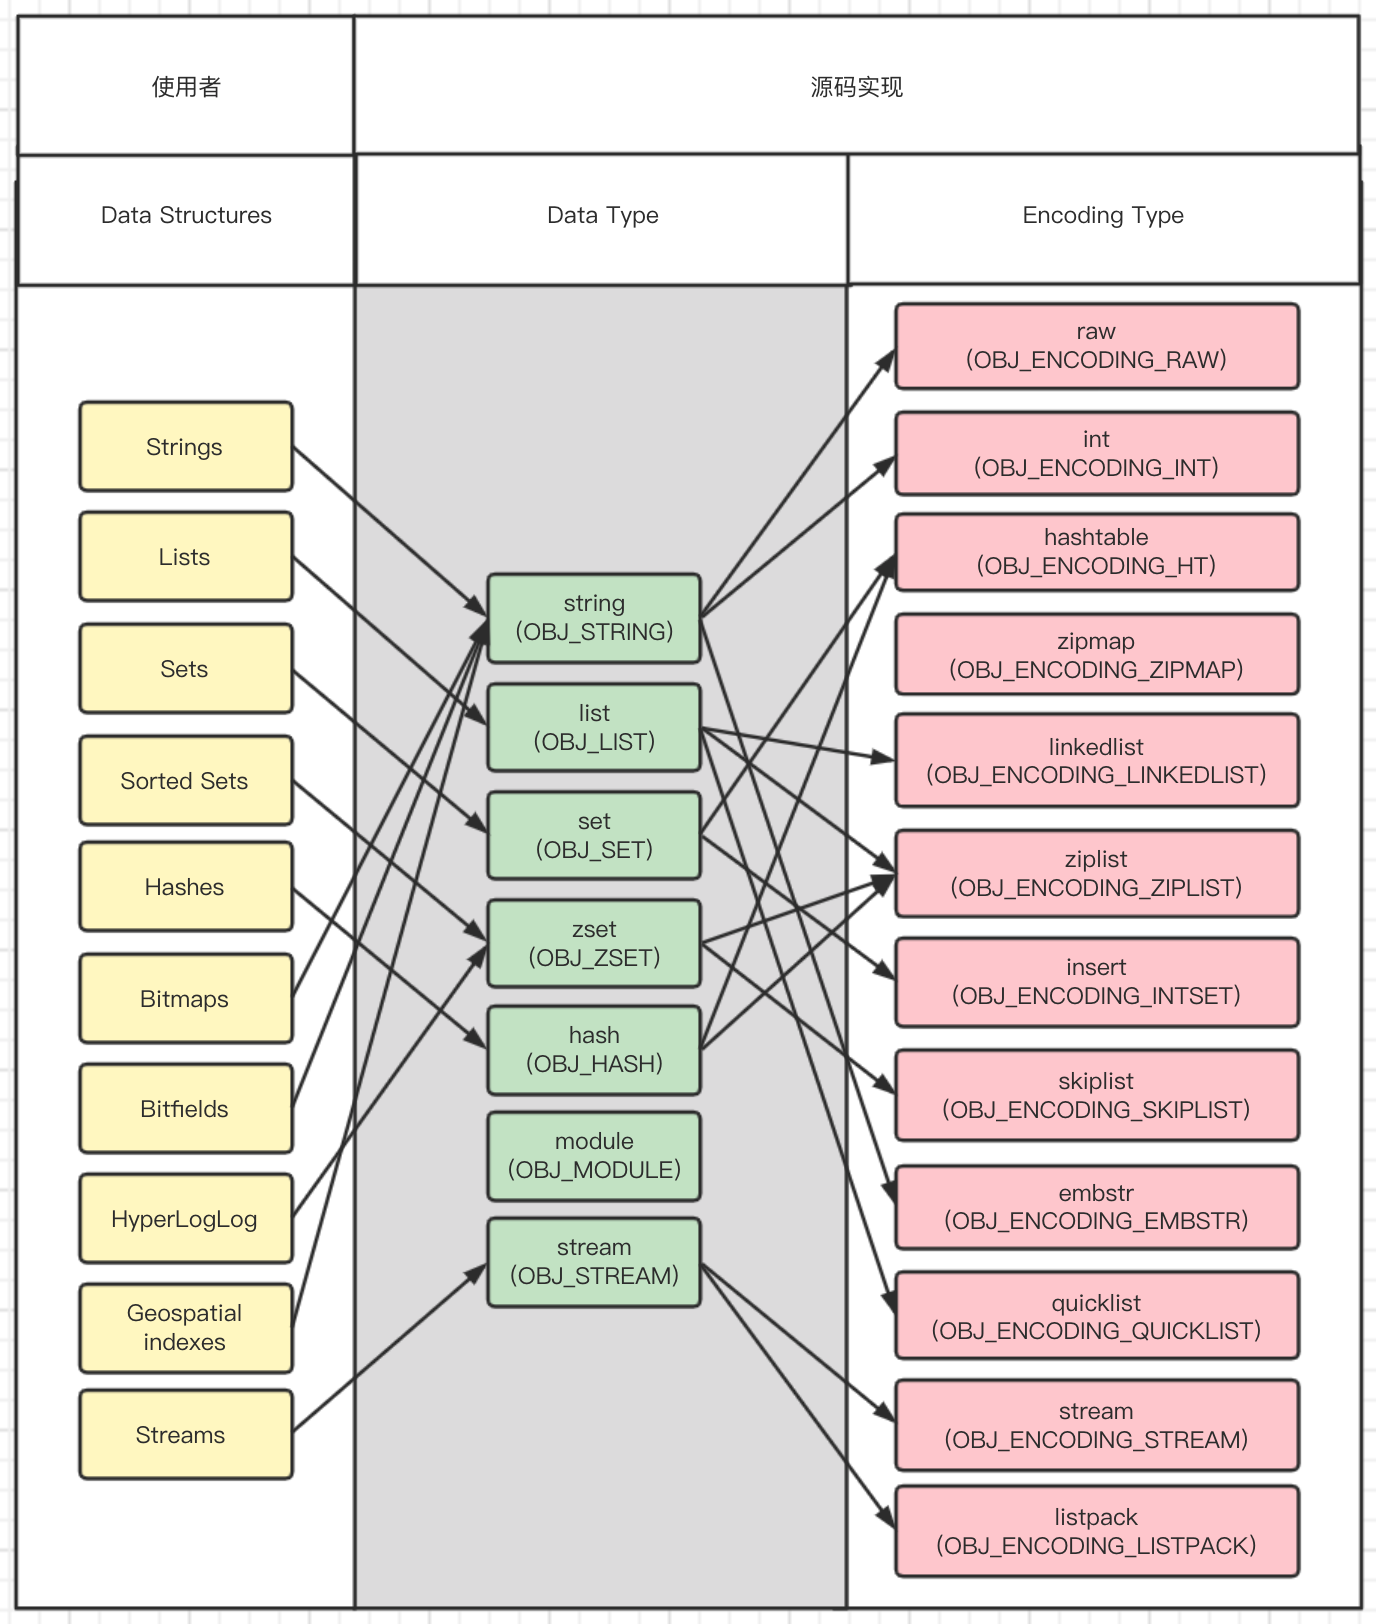 使用者
源码实现
Data Structures
Data Type
Encoding Type
Strings
Lists
Sets
Sorted Sets
Hashes
Bitmaps
Bitfields
HyperLogLog
Geospatial
indexes
Streams
string
(OBJ_STRING)
list
(OBJ_LIST)
set
(OBJ_SET)
zset
(OBJ_ZSET)
hash
(OBJ_HASH)
module
(OBJ_MODULE)
stream
(OBJ_STREAM)
raw
(OBJ_ENCODING_RAW)
int
(OBJ_ENCODING_INT)
hashtable
(OBJ_ENCODING_HT)
zipmap
(OBJ_ENCODING_ZIPMAP)
linkedlist
(OBJ_ENCODING_LINKEDLIST)
ziplist
(OBJ_ENCODING_ZIPLIST)
insert
(OBJ_ENCODING_INTSET)
skiplist
(OBJ_ENCODING_SKIPLIST)
embstr
(OBJ_ENCODING_EMBSTR)
quicklist
(OBJ_ENCODING_QUICKLIST)
stream
(OBJ_ENCODING_STREAM)
listpack
(OBJ_ENCODING_LISTPACK)